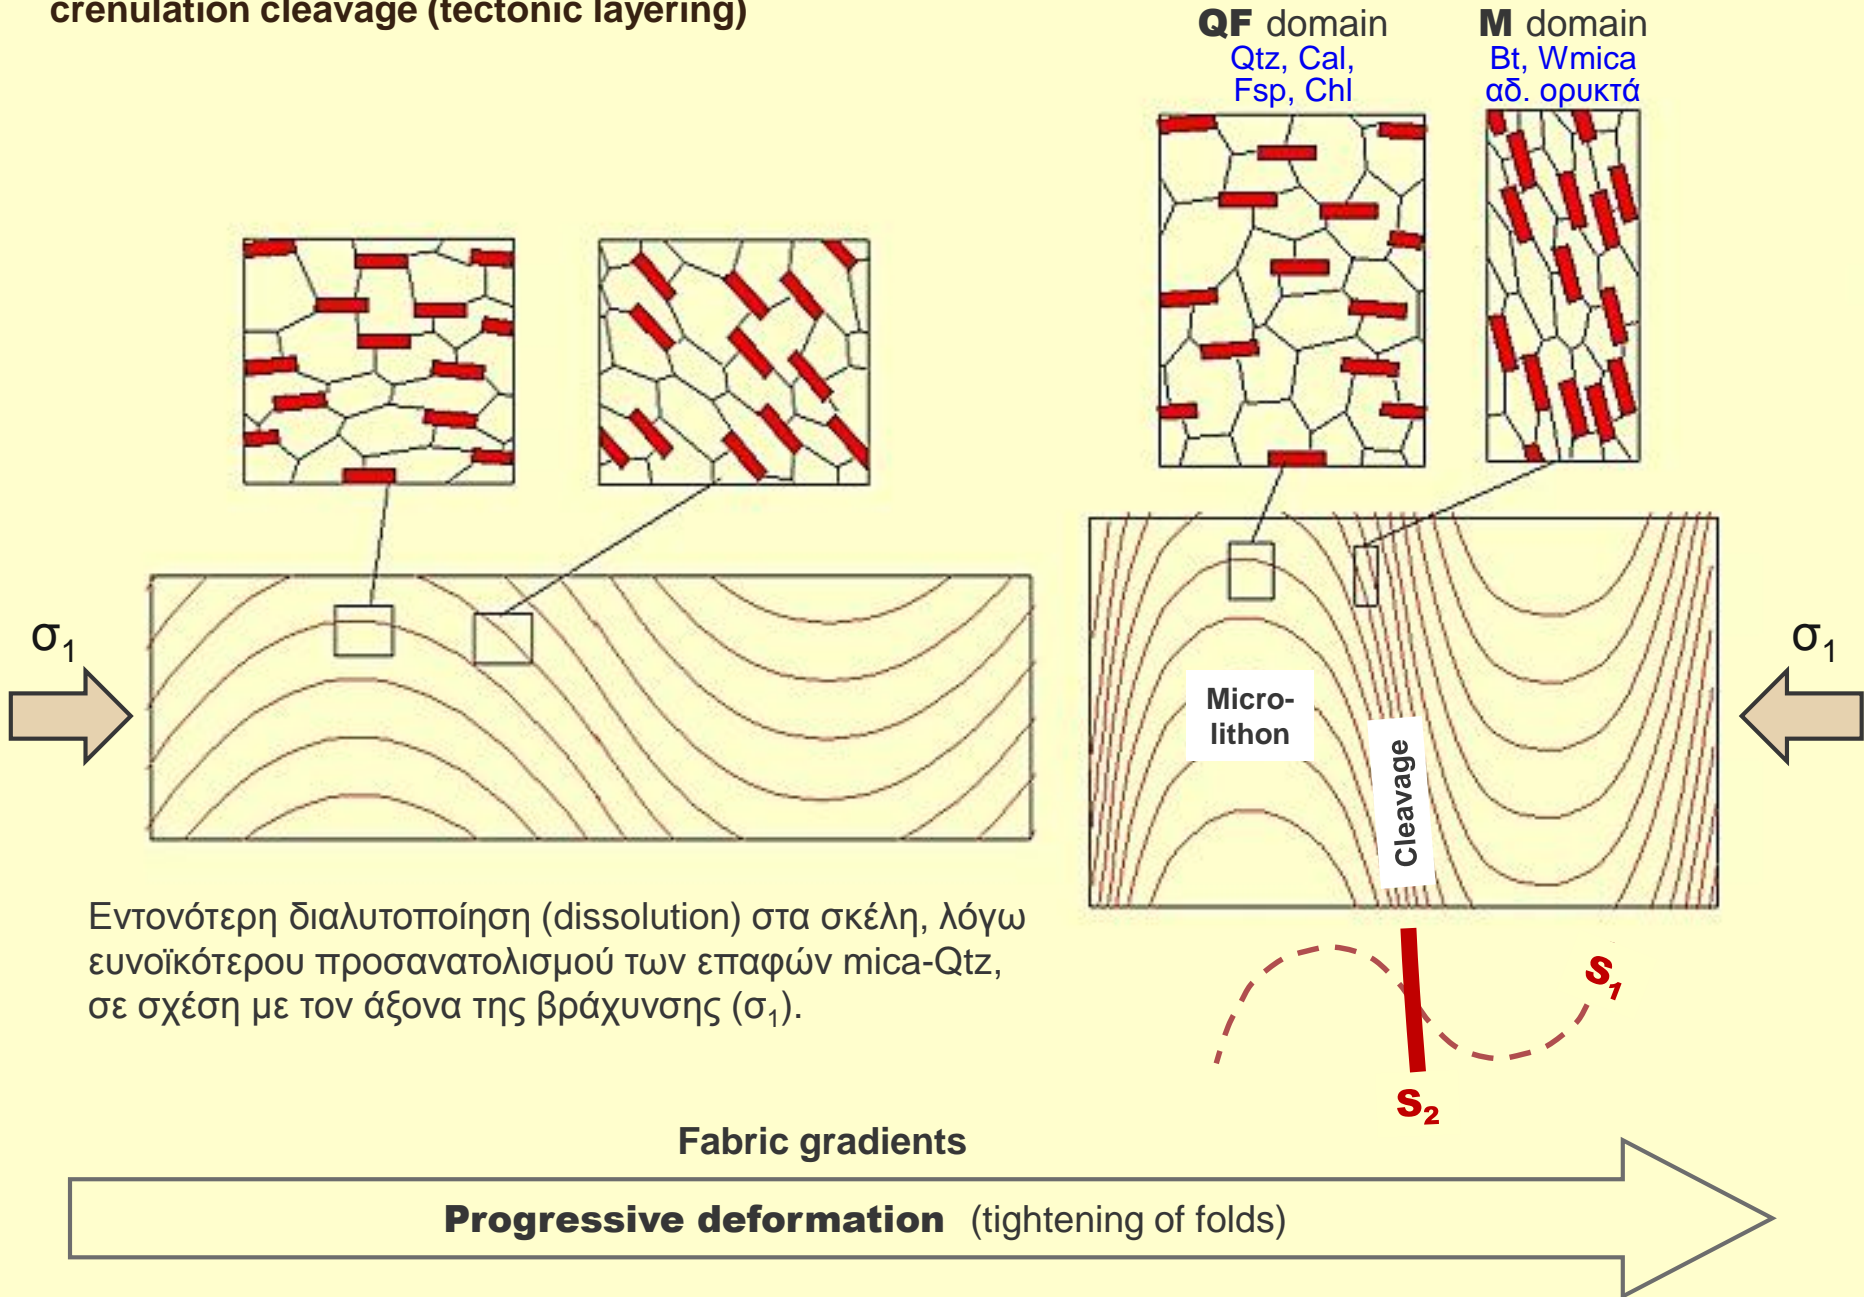 crenulation cleavage (tectonic layering)
QF domain
Qtz, Cal,
Fsp, Chl
M domain
Bt, Wmica
αδ. ορυκτά
σ1
σ1
Micro-
lithon
Cleavage
Εντονότερη διαλυτοποίηση (dissolution) στα σκέλη, λόγω
ευνοϊκότερου προσανατολισμού των επαφών mica-Qtz,
σε σχέση με τον άξονα της βράχυνσης (σ1).
S1
S2
Fabric gradients
Progressive deformation (tightening of folds)